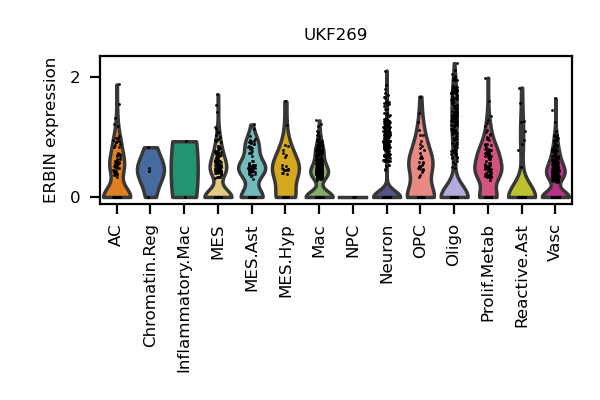 UKF269
ERBIN expression
2
0
AC
Chromatin.Reg
Inflammatory.Mac
MES
MES.Ast
MES.Hyp
Mac
NPC
Neuron
OPC
Oligo
Prolif.Metab
Reactive.Ast
Vasc